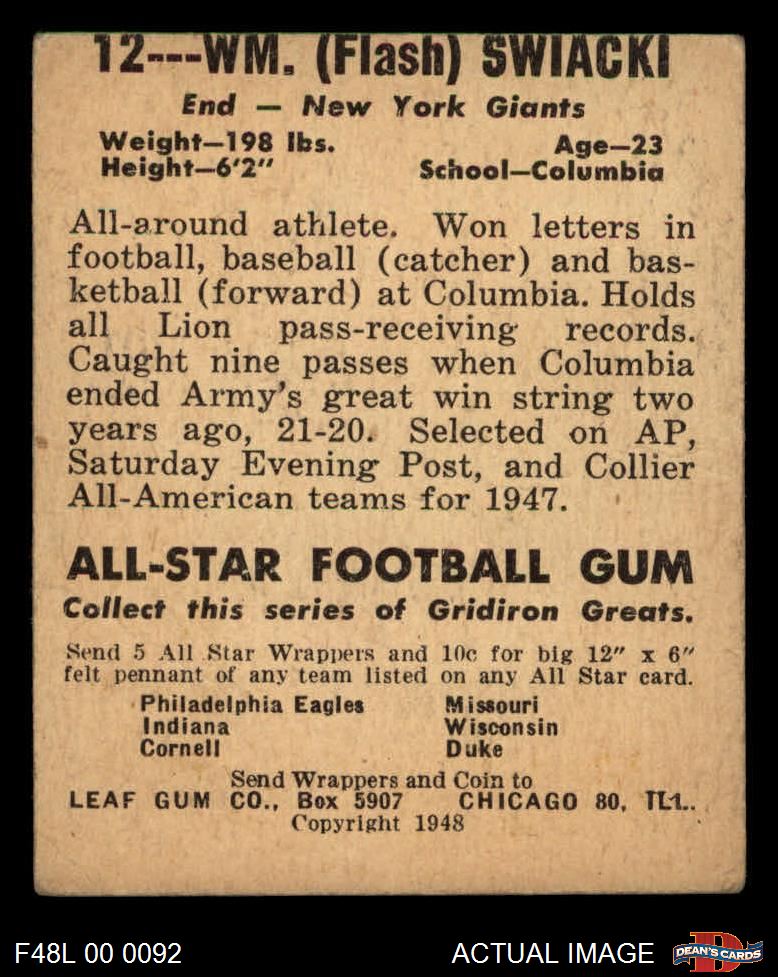 12---WM. (Flash) SWIACKI
End — New York Giants
Weight—198 lbs. Age—23
Height—6'2" School—Columbia
All-around athlete. Won letters in
football, baseball (catcher) and bas-
ketball (forward) at Columbia. Holds
all Lion pass-receiving records.
Caught nine passes when Columbia
ended Army's great win string two
years ago, 21-20. Selected on AP,
Saturday Evening Post, and Collier
All-American teams for 1947.
ALL-STAR FOOTBALL GUM
Collect this series of Gridiron Greats.
Send 5 All Star Wrappers and 10c for big 12" x 6"
felt pennant of any team listed on any All Star card.
Philadelphia Eagles Missouri
Indiana Wisconsin
Cornell Duke
Send Wrappers and Coin to
LEAF GUM CO., Box 5907 CHICAGO 80, ILL.
Copyright 1948
F48L 00 0092 ACTUAL IMAGE
DEAN'S CARDS